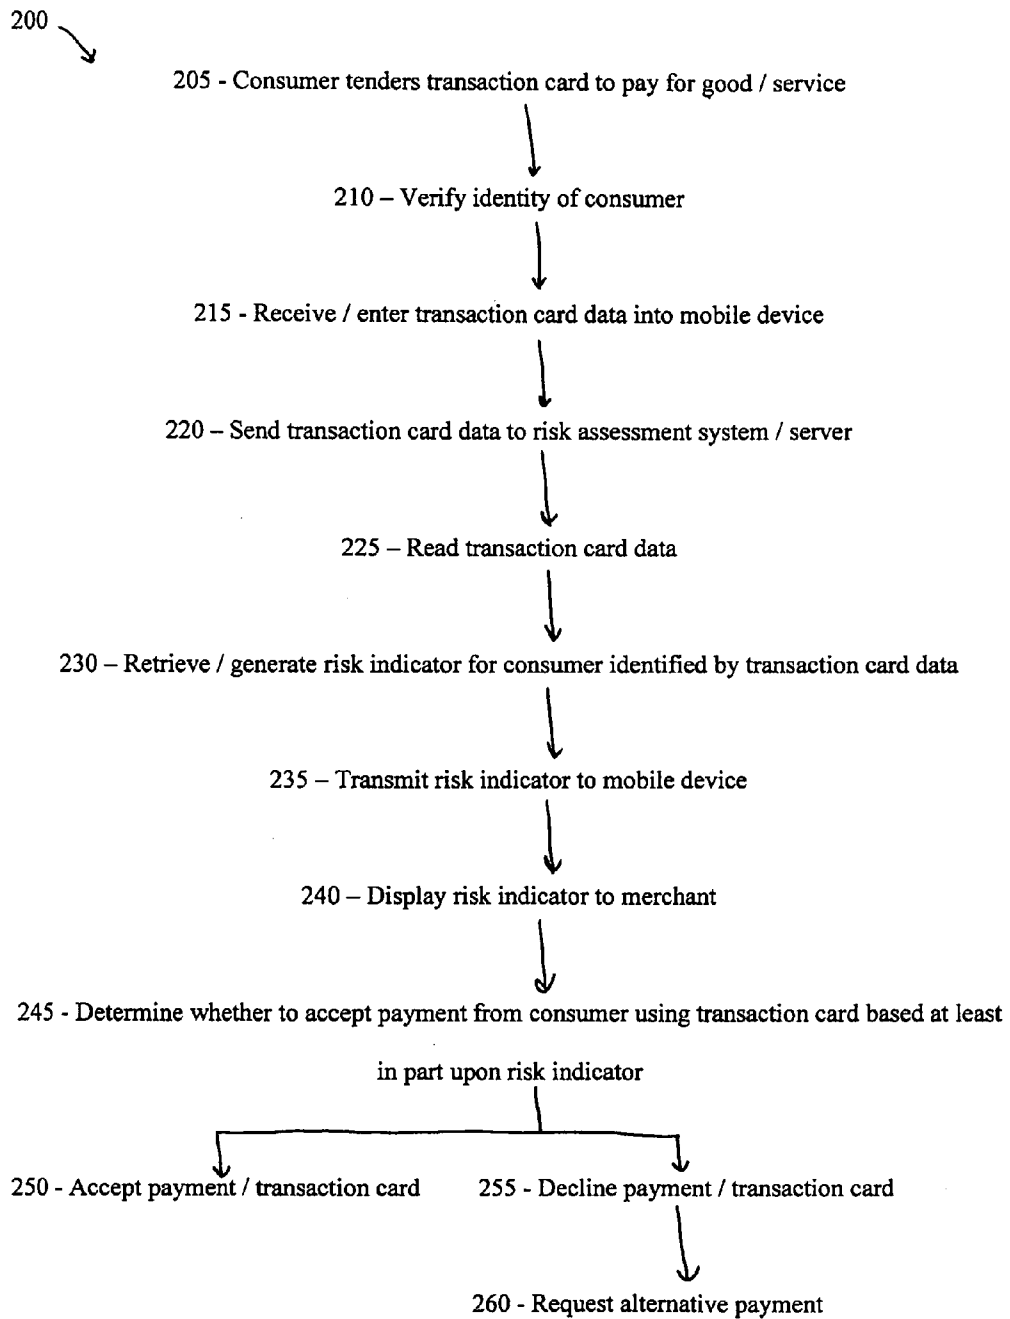 200
205 - Consumer tenders transaction card to pay for good / service
210 – Verify identity of consumer
215 - Receive / enter transaction card data into mobile device
220 – Send transaction card data to risk assessment system / server
225 – Read transaction card data
230 – Retrieve / generate risk indicator for consumer identified by transaction card data
235 – Transmit risk indicator to mobile device
240 – Display risk indicator to merchant
245 - Determine whether to accept payment from consumer using transaction card based at least
in part upon risk indicator
250 - Accept payment / transaction card
255 - Decline payment / transaction card
260 - Request alternative payment